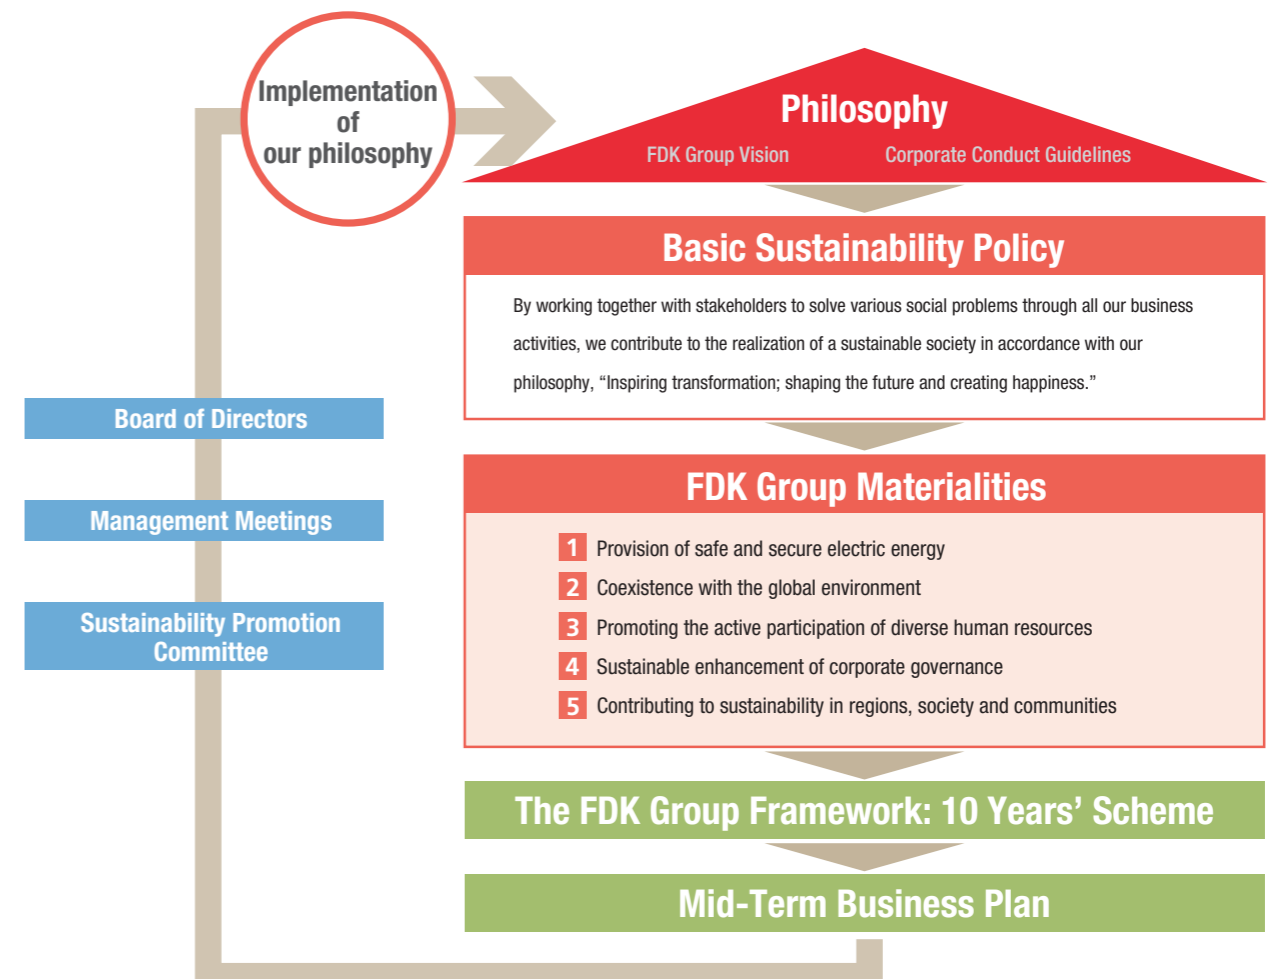 Implementation
of
our philosophy
Philosophy
FDK Group Vision
Corporate Conduct Guidelines
Basic Sustainability Policy
By working together with stakeholders to solve various social problems through all our business
activities, we contribute to the realization of a sustainable society in accordance with our
philosophy, “Inspiring transformation; shaping the future and creating happiness.”
Board of Directors
Management Meetings
Sustainability Promotion
Committee
FDK Group Materialities
1 Provision of safe and secure electric energy
2 Coexistence with the global environment
3 Promoting the active participation of diverse human resources
4 Sustainable enhancement of corporate governance
5 Contributing to sustainability in regions, society and communities
The FDK Group Framework: 10 Years’ Scheme
Mid-Term Business Plan